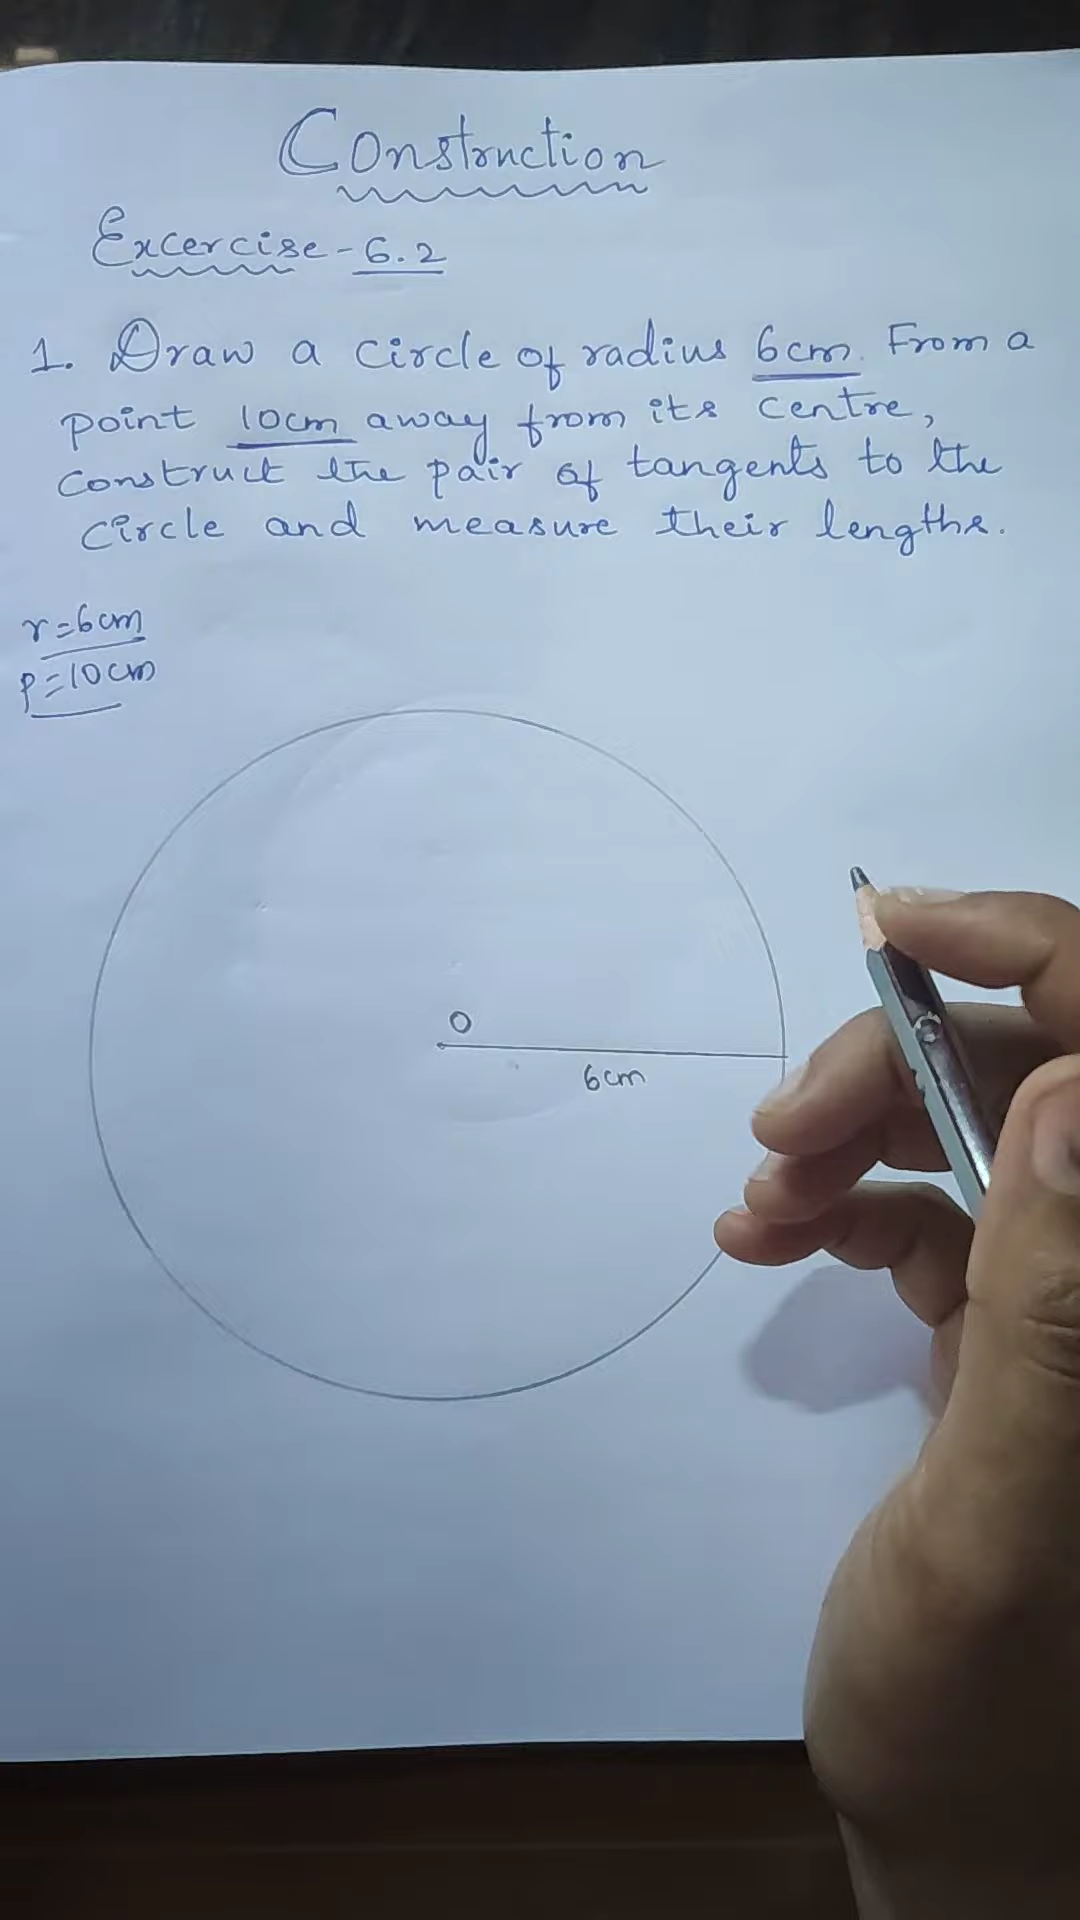 Construction
Excercise - 6.2
1. Draw a circle of radius 6cm. From a
point 10cm away from its centre,
construct the pair of tangents to the
circle and measure their lengths.
r=6cm
P=10cm
O
6cm